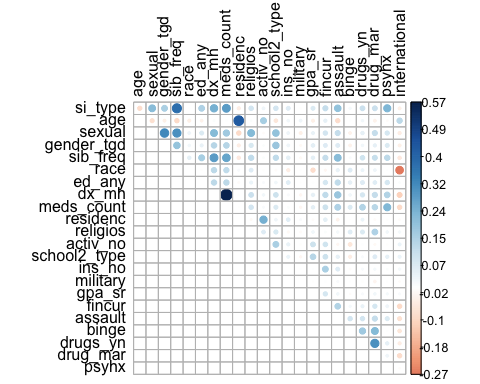 age
sexual
gender_tgd
sib_freq
race
ed_any
dx_mh
meds_count
residenc
religios
activ_no
school2_type
ins_no
military
gpa_sr
fincur
assault
binge
drugs_yn
drug_mar
psyhx
international
si_type
age
sexual
gender_tgd
sib_freq
race
ed_any
dx_mh
meds_count
residenc
religios
activ_no
school2_type
ins_no
military
gpa_sr
fincur
assault
binge
drugs_yn
drug_mar
psyhx
0.57
0.49
0.4
0.32
0.24
0.15
0.07
-0.02
-0.1
-0.18
-0.27